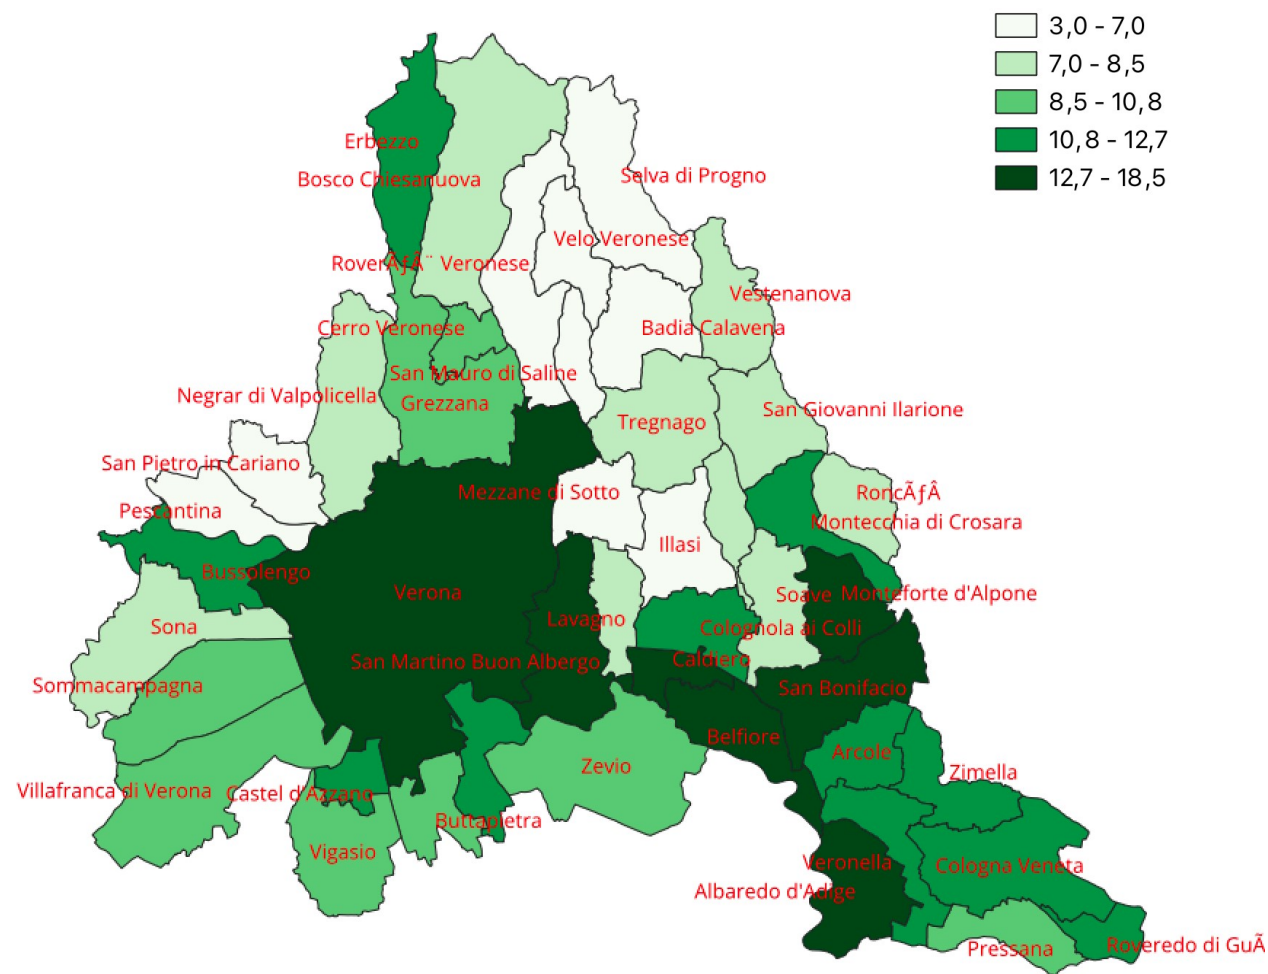 3,0 - 7,0
7,0 - 8,5
8,5 - 10,8
10,8 - 12,7
12,7 - 18,5
Erbezzo
Selva di Progno
Bosco Chiesanuova
Velo Veronese
RoverÃƒÂ¨ Veronese
Vestenanova
Cerro Veronese
Badia Calavena
San Mauro di Saline
Negrar di Valpolicella
Grezzana
San Giovanni Ilarione
Tregnago
San Pietro in Cariano
Mezzane di Sotto
RoncÃƒÂ
Pescantina
Montecchia di Crosara
Illasi
Bussolengo
Verona
Soave
Monteforte d'Alpone
Lavagno
Sona
Colognola ai Colli
San Martino Buon Albergo
Caldiero
Sommacampagna
San Bonifacio
Belfiore
Arcole
Zevio
Zimella
Villafranca di Verona
Castel d'Azzano
Buttapietra
Vigasio
Veronella
Cologna Veneta
Albaredo d'Adige
Pressana
Roveredo di GuÃ